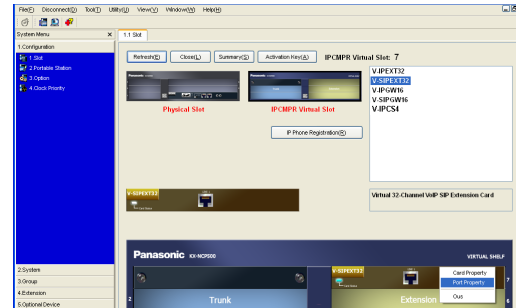 File(F) Disconnect(D) Tool(T) Utility(U) View(V) Window(W) Help(H)
System Menu x
1.1 Slot
1.Configuration
1.Slot
2.Portable Station
3.Option
4.Clock Priority
Refresh(E) Close(L) Summary(S) Activation Key(A) IPCMPR Virtual Slot: 7
V-IPEXT32
V-SIPEXT32
V-IPGW16
V-SIPGW16
V-IPCS4
Physical Slot
IPCMPR Virtual Slot
IP Phone Registration(R)
V-SIPEXT32
Virtual 32-Channel VoIP SIP Extension Card
Panasonic KX-NCP500
VIRTUAL SHELF
V-SIPEXT32
Card Property
Port Property
Ous
7
2
Trunk
Extension
6
2.System
3.Group
4.Extension
5.Optional Device